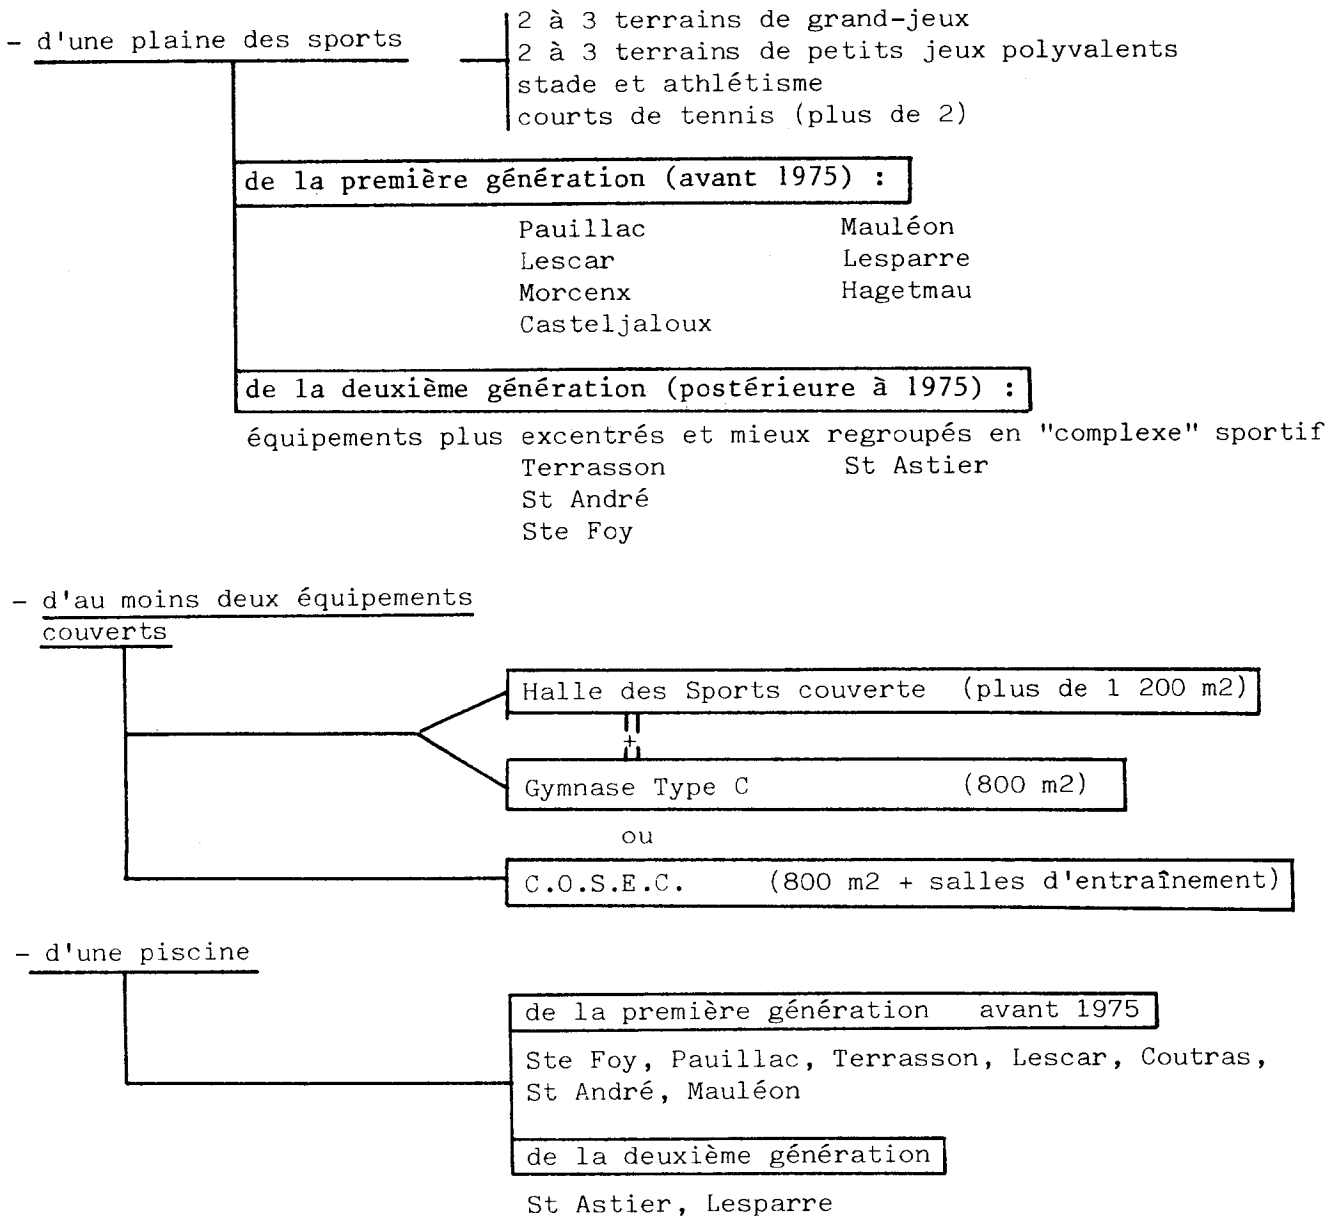 2 à 3 terrains de grand-jeux
- d'une plaine des sports
2 à 3 terrains de petits jeux polyvalents
stade et athlétisme
courts de tennis (plus de 2)
de la première génération (avant 1975) :
Pauillac Mauléon
Lescar Lesparre
Morcenx Hagetmau
Casteljaloux
de la deuxième génération (postérieure à 1975) :
équipements plus excentrés et mieux regroupés en "complexe" sportif
Terrasson St Astier
St André
Ste Foy
- d'au moins deux équipements
couverts
Halle des Sports couverte (plus de 1 200 m2)
+
Gymnase Type C (800 m2)
ou
C.O.S.E.C. (800 m2 + salles d'entraînement)
- d'une piscine
de la première génération avant 1975
Ste Foy, Pauillac, Terrasson, Lescar, Coutras,
St André, Mauléon
de la deuxième génération
St Astier, Lesparre